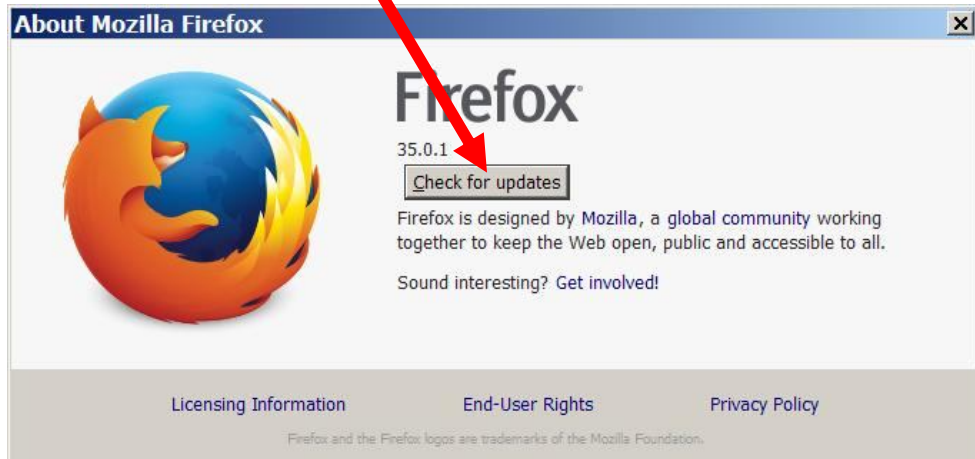 About Mozilla Firefox
Firefox
35.0.1
Check for updates
Firefox is designed by Mozilla, a global community working
together to keep the Web open, public and accessible to all.
Sound interesting? Get involved!
Licensing Information End-User Rights Privacy Policy
Firefox and the Firefox logos are trademarks of the Mozilla Foundation.